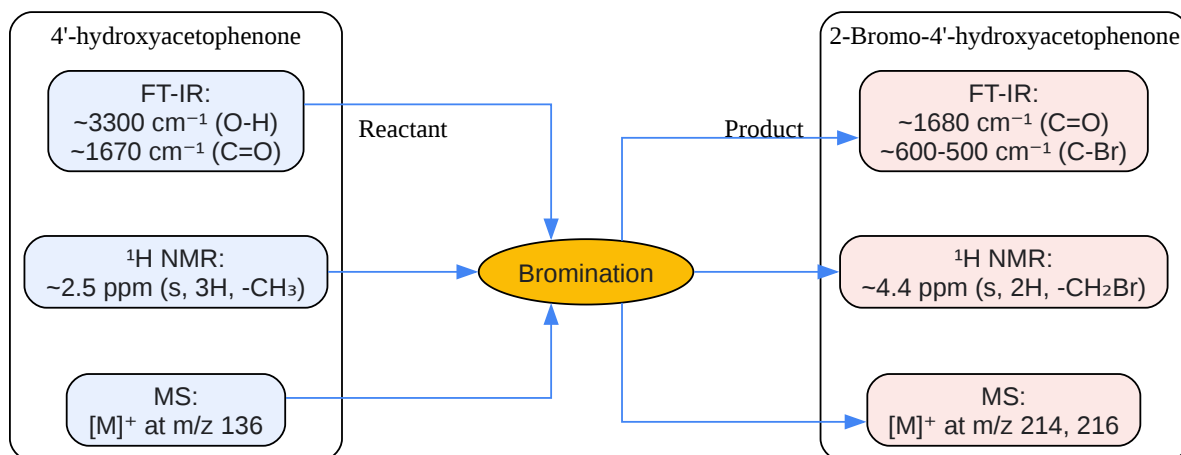 4'-hydroxyacetophenone
FT-IR:
~3300 cm⁻¹ (O-H)
~1670 cm⁻¹ (C=O)
¹H NMR:
~2.5 ppm (s, 3H, -CH₃)
MS:
[M]⁺ at m/z 136
Reactant
Bromination
Product
2-Bromo-4'-hydroxyacetophenone
FT-IR:
~1680 cm⁻¹ (C=O)
~600-500 cm⁻¹ (C-Br)
¹H NMR:
~4.4 ppm (s, 2H, -CH₂Br)
MS:
[M]⁺ at m/z 214, 216